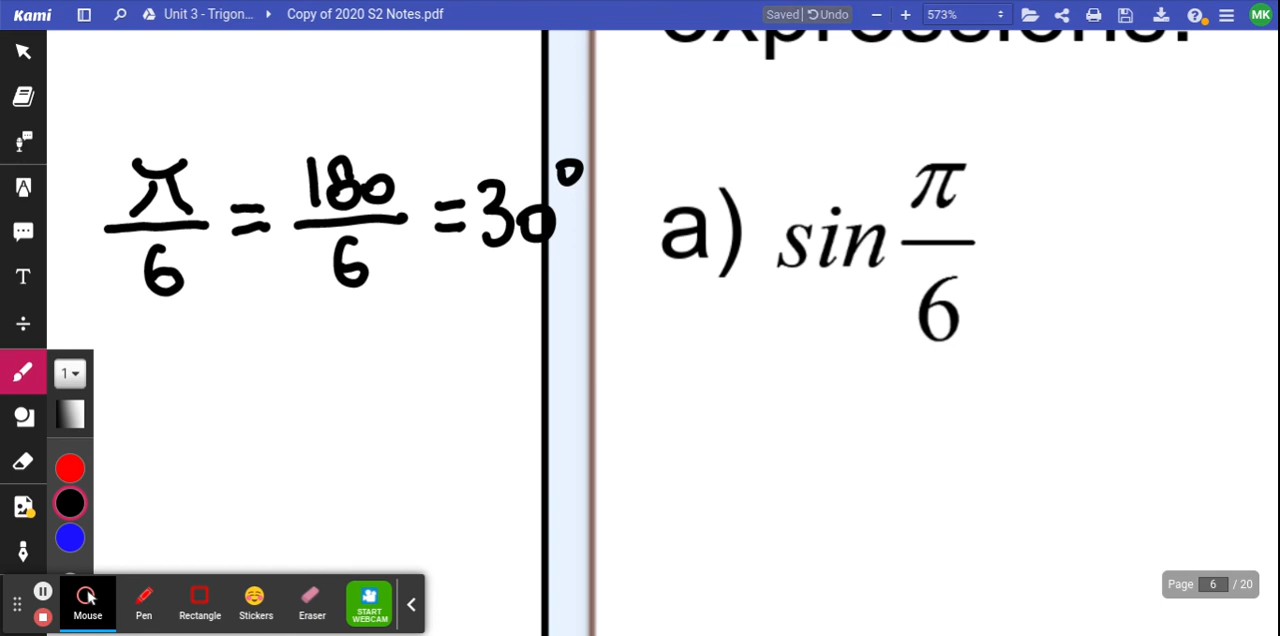 Kami
Unit 3 - Trigon... ▸ Copy of 2020 S2 Notes.pdf
Saved Undo
− + 573%
MK
expressions:
π/6 = 180/6 = 30°
a) sin π/6
1
Page 6 / 20
Mouse Pen Rectangle Stickers Eraser START WEBCAM